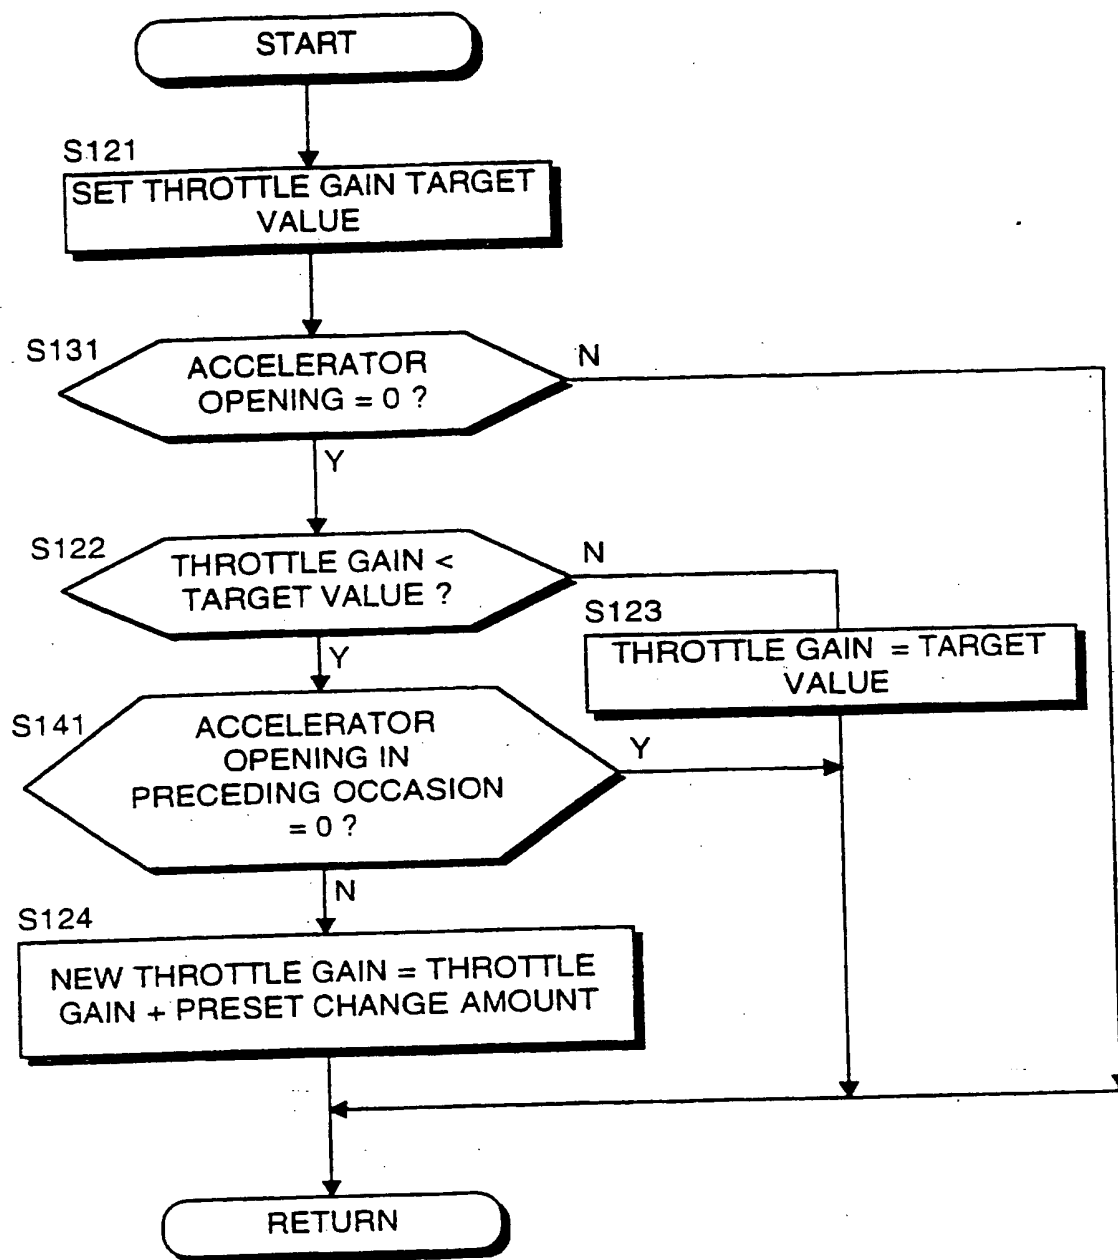 START
S121
SET THROTTLE GAIN TARGET
VALUE
S131
ACCELERATOR
OPENING = 0 ?
N
Y
S122
THROTTLE GAIN <
TARGET VALUE ?
N
Y
S123
THROTTLE GAIN = TARGET
VALUE
S141
ACCELERATOR
OPENING IN
PRECEDING OCCASION
= 0 ?
Y
N
S124
NEW THROTTLE GAIN = THROTTLE
GAIN + PRESET CHANGE AMOUNT
RETURN